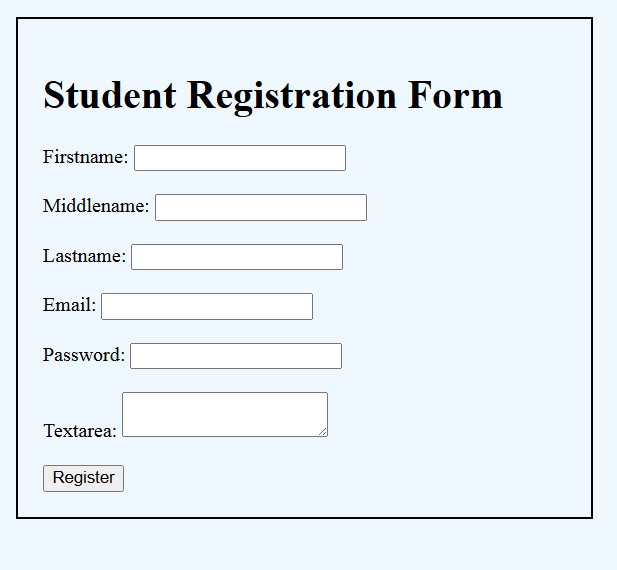 Student Registration Form
Firstname:
Middlename:
Lastname:
Email:
Password:
Textarea:
Register